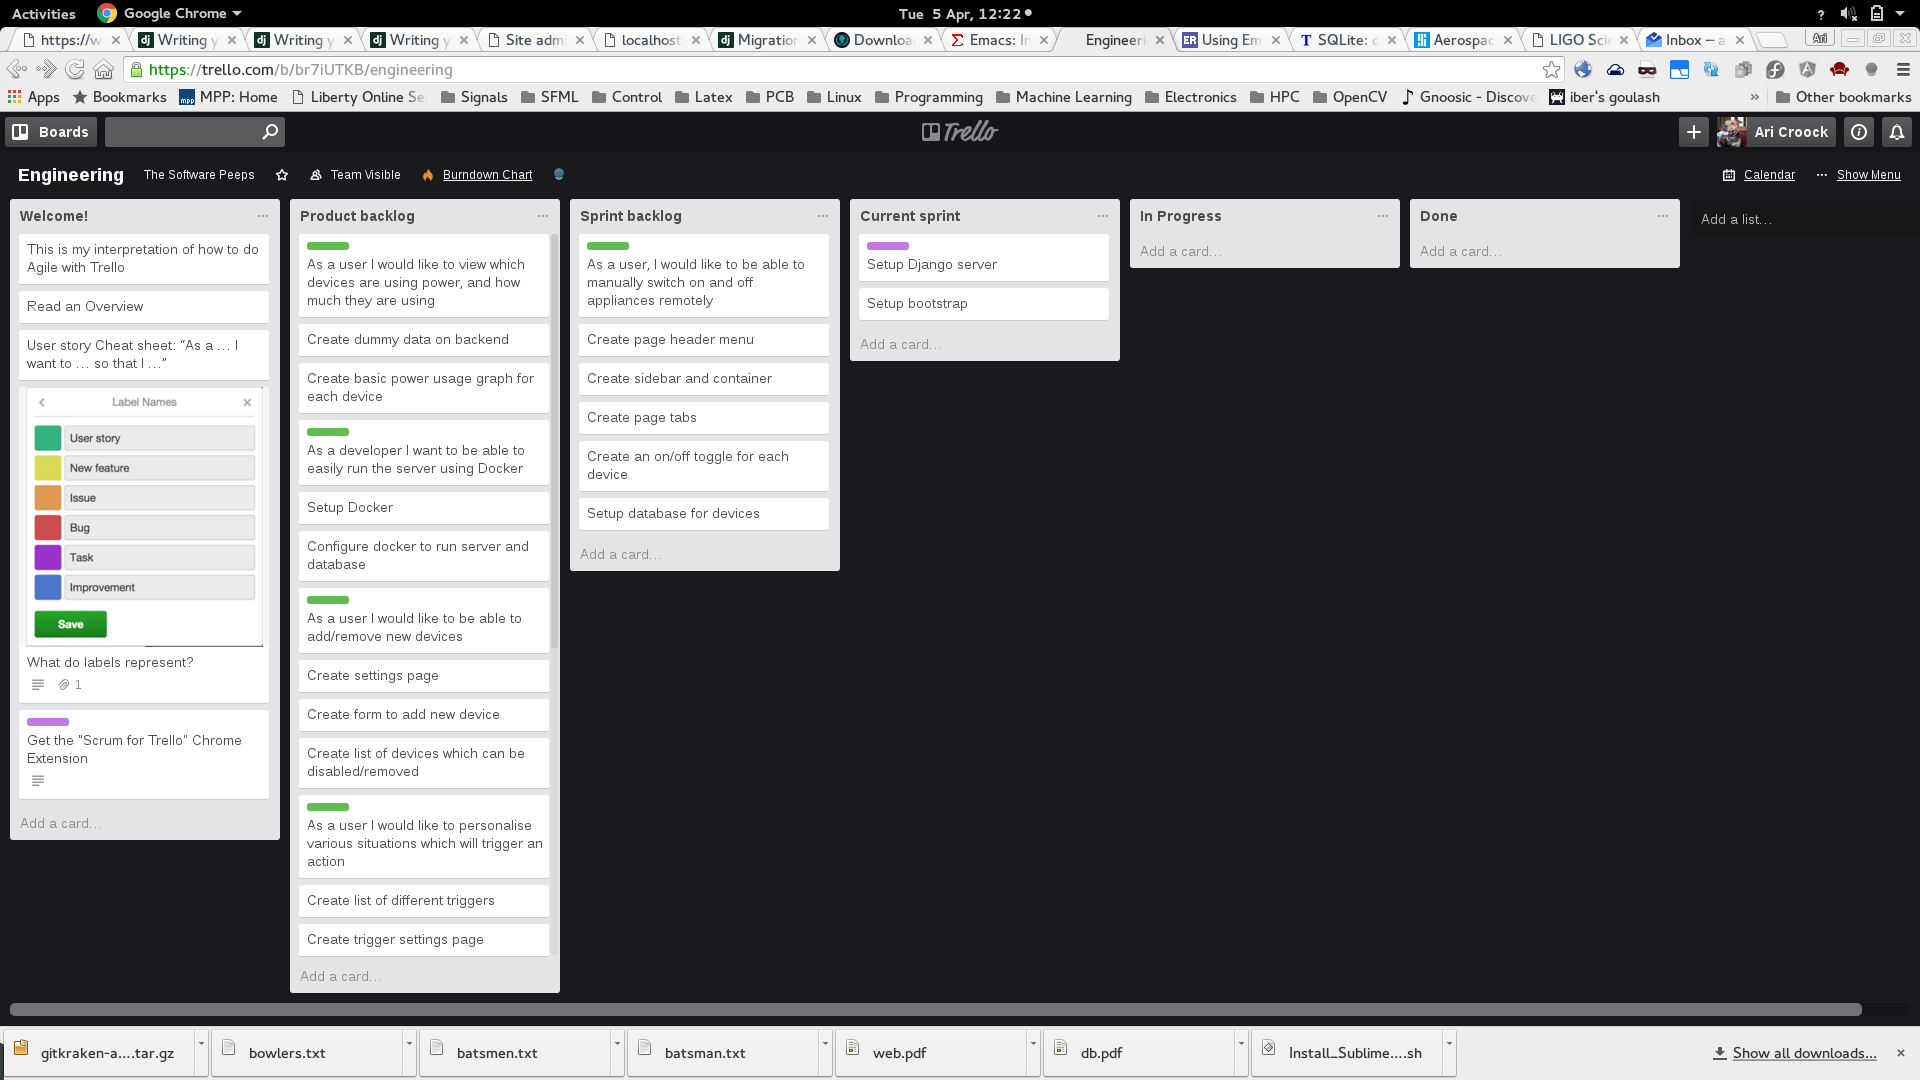 Activities
Google Chrome
Tue 5 Apr, 12:22
https://w
Writing y
Writing y
Writing y
Site admi
localhost
Migration
Downloa
Emacs: In
Engineeri
Using Em
SQLite: c
Aerospac
LIGO Scie
Inbox – a
Ari
https://trello.com/b/br7iUTKB/engineering
Apps
Bookmarks
MPP: Home
Liberty Online Se
Signals
SFML
Control
Latex
PCB
Linux
Programming
Machine Learning
Electronics
HPC
OpenCV
Gnoosic - Discove
iber's goulash
»
Other bookmarks
Boards
Trello
Ari Croock
Engineering
The Software Peeps
Team Visible
Burndown Chart
Calendar
Show Menu
Welcome!
This is my interpretation of how to do
Agile with Trello
Read an Overview
User story Cheat sheet: “As a … I
want to … so that I …”
Label Names
User story
New feature
Issue
Bug
Task
Improvement
Save
What do labels represent?
1
Get the "Scrum for Trello" Chrome
Extension
Add a card…
Product backlog
As a user I would like to view which
devices are using power, and how
much they are using
Create dummy data on backend
Create basic power usage graph for
each device
As a developer I want to be able to
easily run the server using Docker
Setup Docker
Configure docker to run server and
database
As a user I would like to be able to
add/remove new devices
Create settings page
Create form to add new device
Create list of devices which can be
disabled/removed
As a user I would like to personalise
various situations which will trigger an
action
Create list of different triggers
Create trigger settings page
Add a card…
Sprint backlog
As a user, I would like to be able to
manually switch on and off
appliances remotely
Create page header menu
Create sidebar and container
Create page tabs
Create an on/off toggle for each
device
Setup database for devices
Add a card…
Current sprint
Setup Django server
Setup bootstrap
Add a card…
In Progress
Add a card…
Done
Add a card…
Add a list…
gitkraken-a....tar.gz
bowlers.txt
batsmen.txt
batsman.txt
web.pdf
db.pdf
Install_Sublime....sh
Show all downloads...